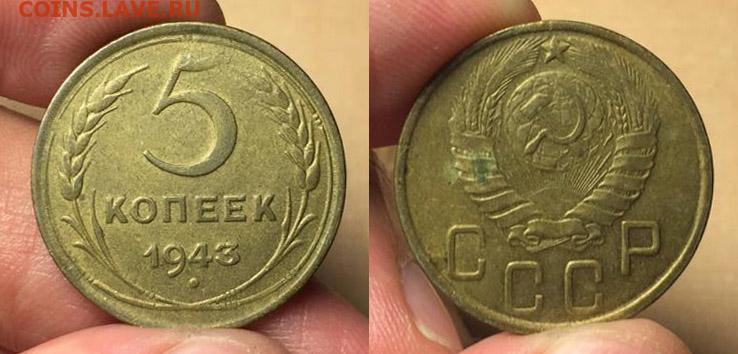 COINS.LAVE.RU
5
КОПЕЕК
1943
СССР